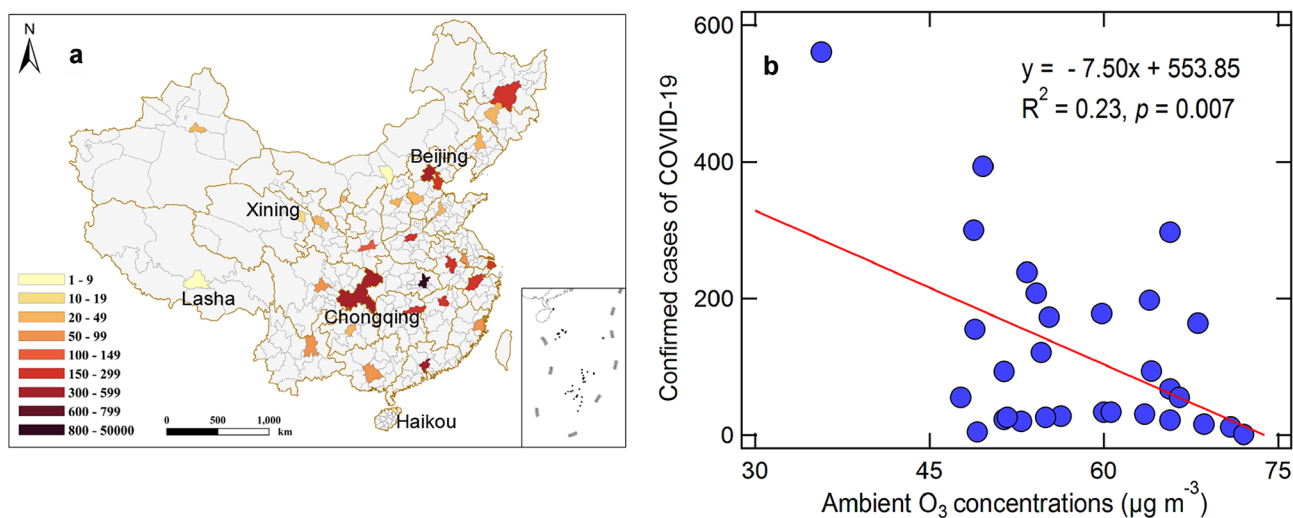 N
a
Beijing
Xining
Lasha
Chongqing
Haikou
1 - 9
10 - 19
20 - 49
50 - 99
100 - 149
150 - 299
300 - 599
600 - 799
800 - 50000
0 500 1,000
km
b
y = - 7.50x + 553.85
R² = 0.23, p = 0.007
Confirmed cases of COVID-19
600
400
200
0
30 45 60 75
Ambient O₃ concentrations (µg m⁻³)